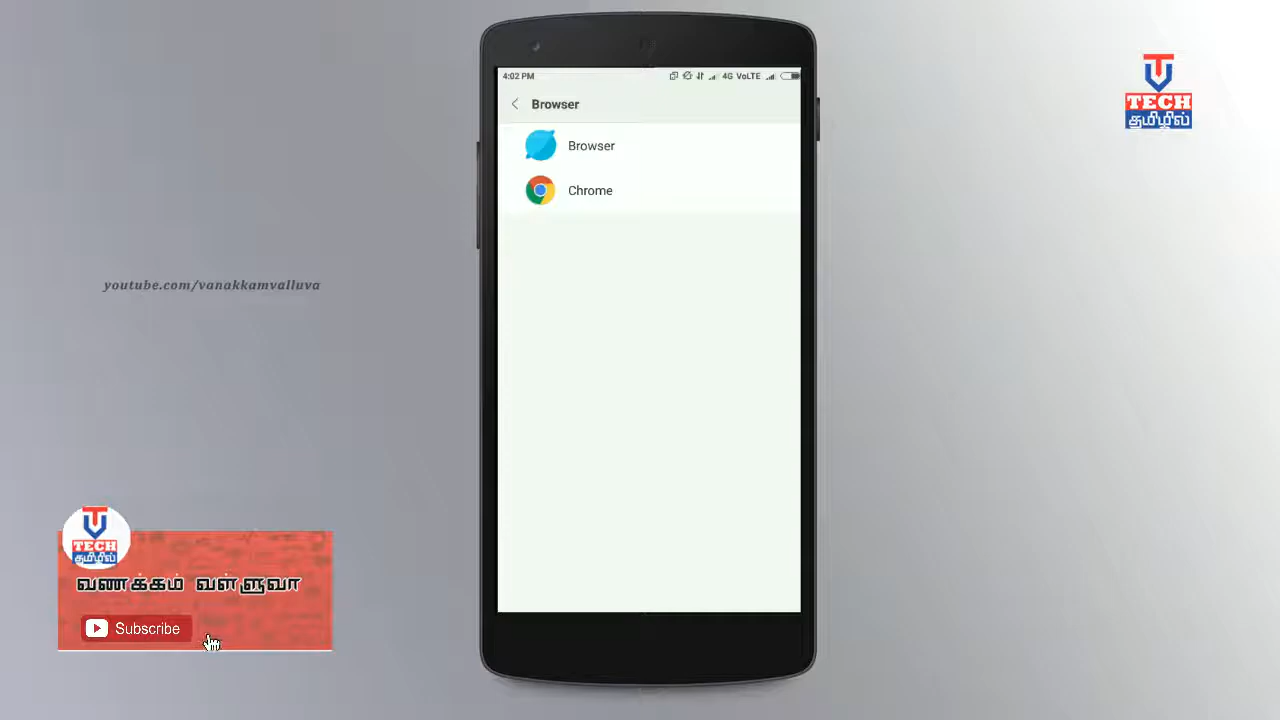 4:02 PM
4G VoLTE
Browser
Browser
Chrome
TECH
தமிழில்
youtube.com/vanakkamvalluva
TECH
தமிழில்
வணக்கம் வள்ளுவா
Subscribe